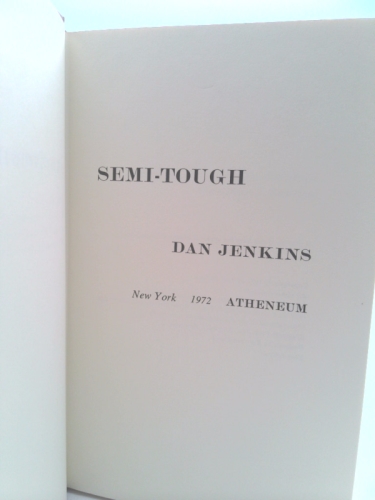 SEMI-TOUGH
DAN JENKINS
New York 1972 ATHENEUM